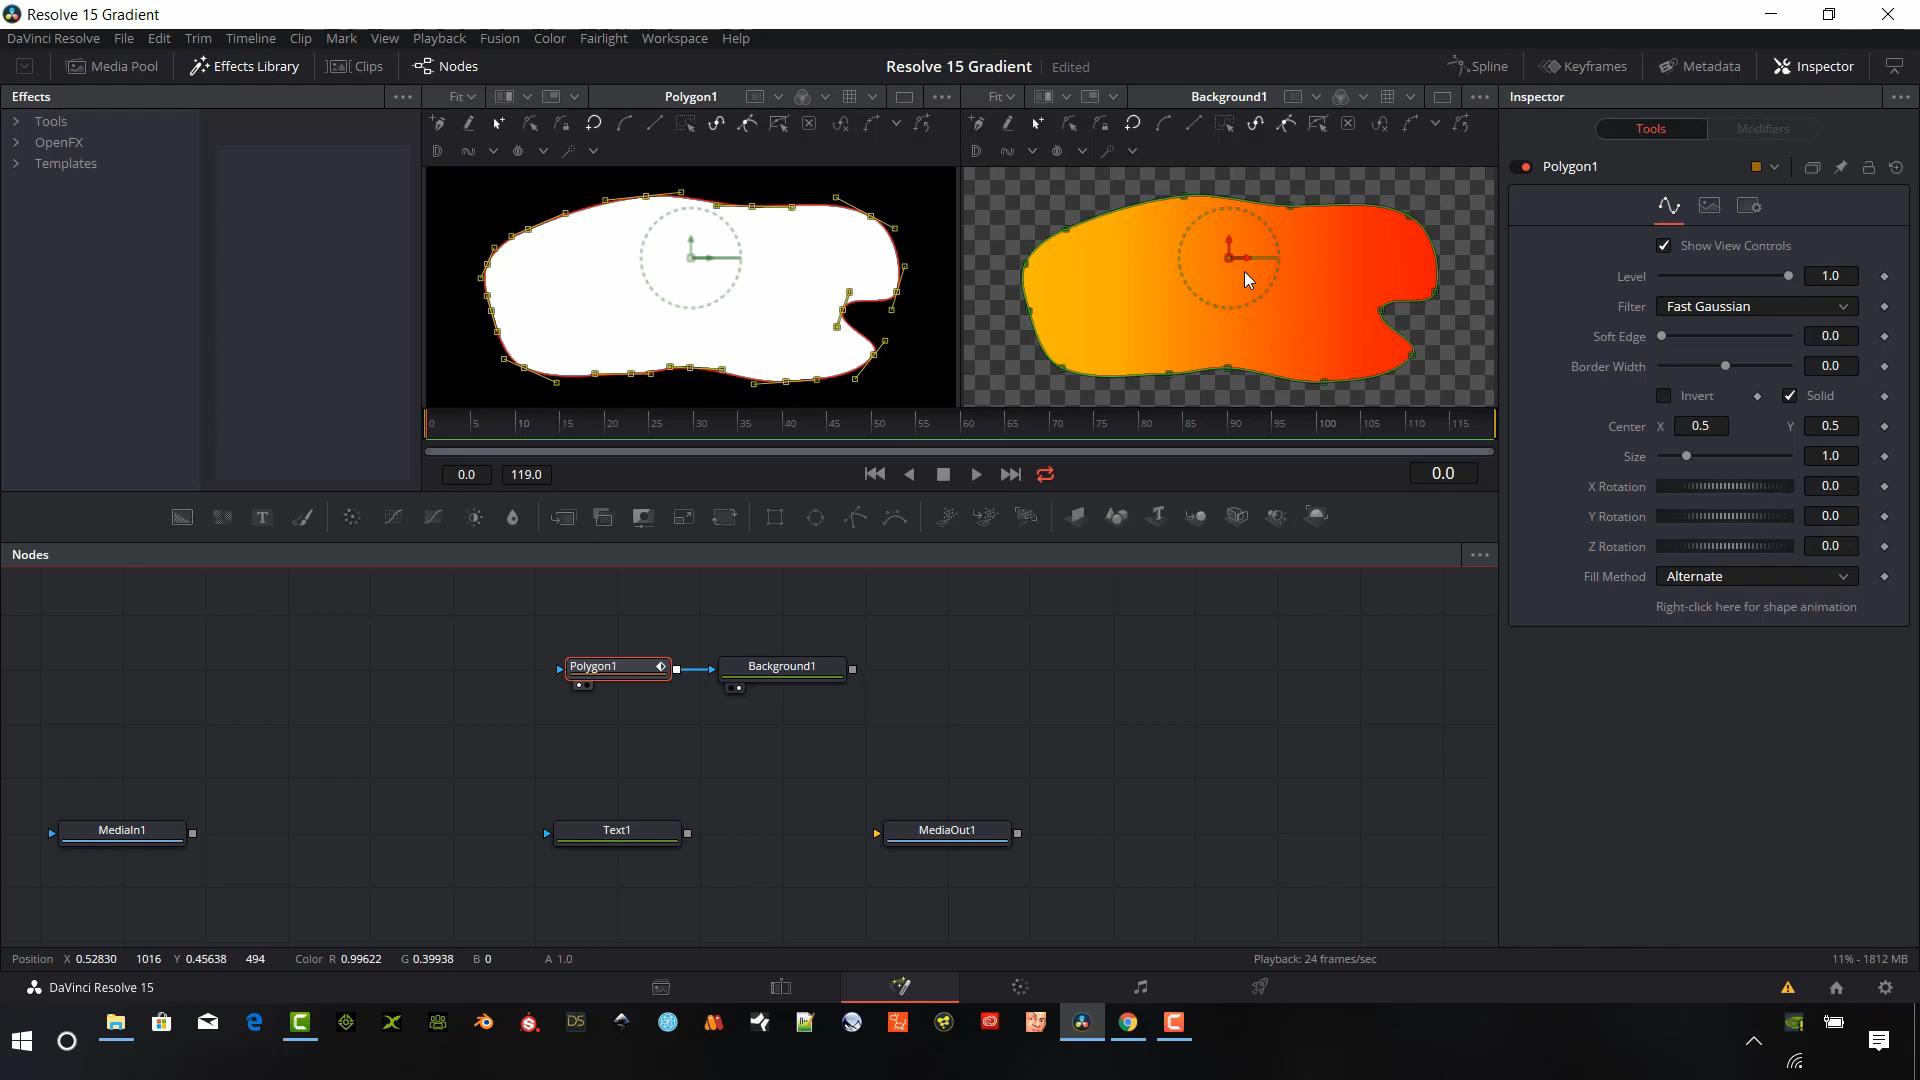 Resolve 15 Gradient
DaVinci Resolve File Edit Trim Timeline Clip Mark View Playback Fusion Color Fairlight Workspace Help
Media Pool Effects Library Clips Nodes Resolve 15 Gradient Edited Spline Keyframes Metadata Inspector
Effects Fit Polygon1 Fit Background1 Inspector
Tools Modifiers
Tools
OpenFX
Templates
D D
Polygon1
Show View Controls
Level 1.0
Filter Fast Gaussian
Soft Edge 0.0
Border Width 0.0
Invert Solid
Center X 0.5 Y 0.5
Size 1.0
X Rotation 0.0
Y Rotation 0.0
Z Rotation 0.0
Fill Method Alternate
Right-click here for shape animation
0 5 10 15 20 25 30 35 40 45 50 55 60 65 70 75 80 85 90 95 100 105 110 115
0.0 119.0 0.0
T
Nodes
Polygon1 Background1
MediaIn1 Text1 MediaOut1
Position X 0.52830 1016 Y 0.45638 494 Color R 0.99622 G 0.39938 B 0 A 1.0 Playback: 24 frames/sec 11% - 1812 MB
DaVinci Resolve 15
DS